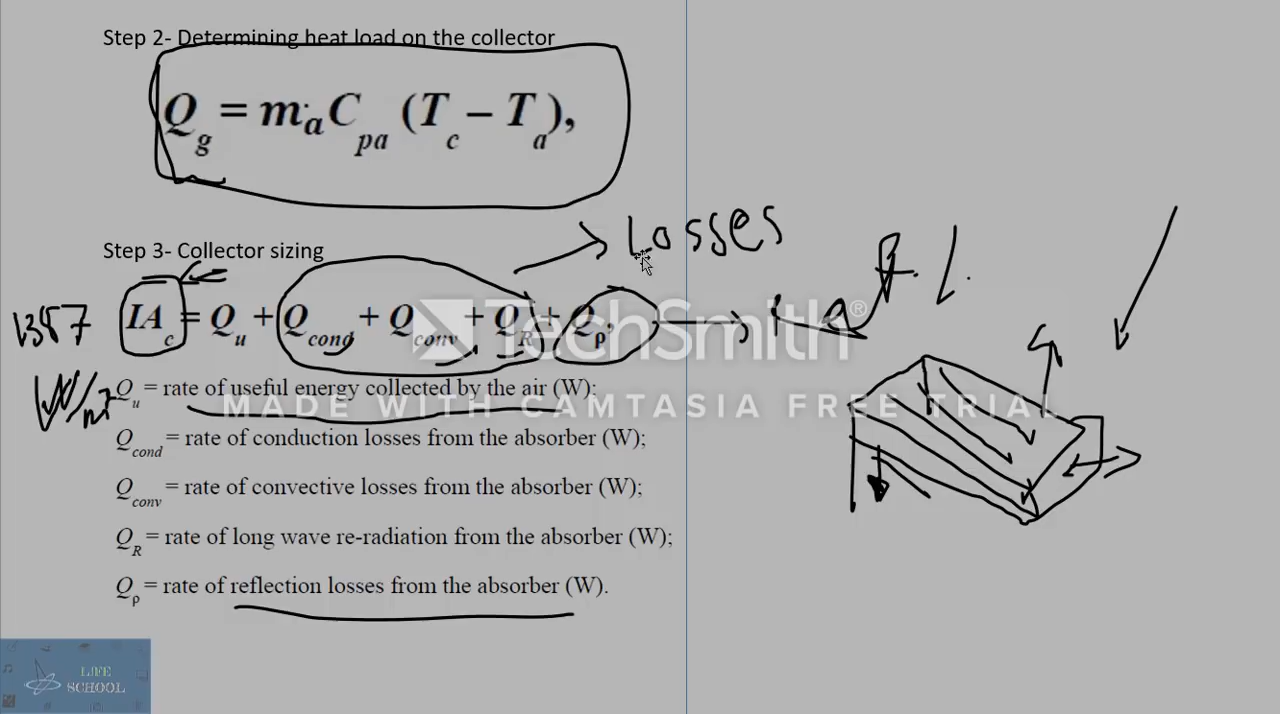 Step 2- Determining heat load on the collector
Q_g = ṁ_a C_pa (T_c − T_a),
Step 3- Collector sizing
Losses
IA_c = Q_u + Q_cond + Q_conv + Q_R + Q_ρ,
W/m²
Q_u = rate of useful energy collected by the air (W);
Q_cond = rate of conduction losses from the absorber (W);
Q_conv = rate of convective losses from the absorber (W);
Q_R = rate of long wave re-radiation from the absorber (W);
Q_ρ = rate of reflection losses from the absorber (W).
TechSmith
MADE WITH CAMTASIA FREE TRIAL
LIFE
SCHOOL